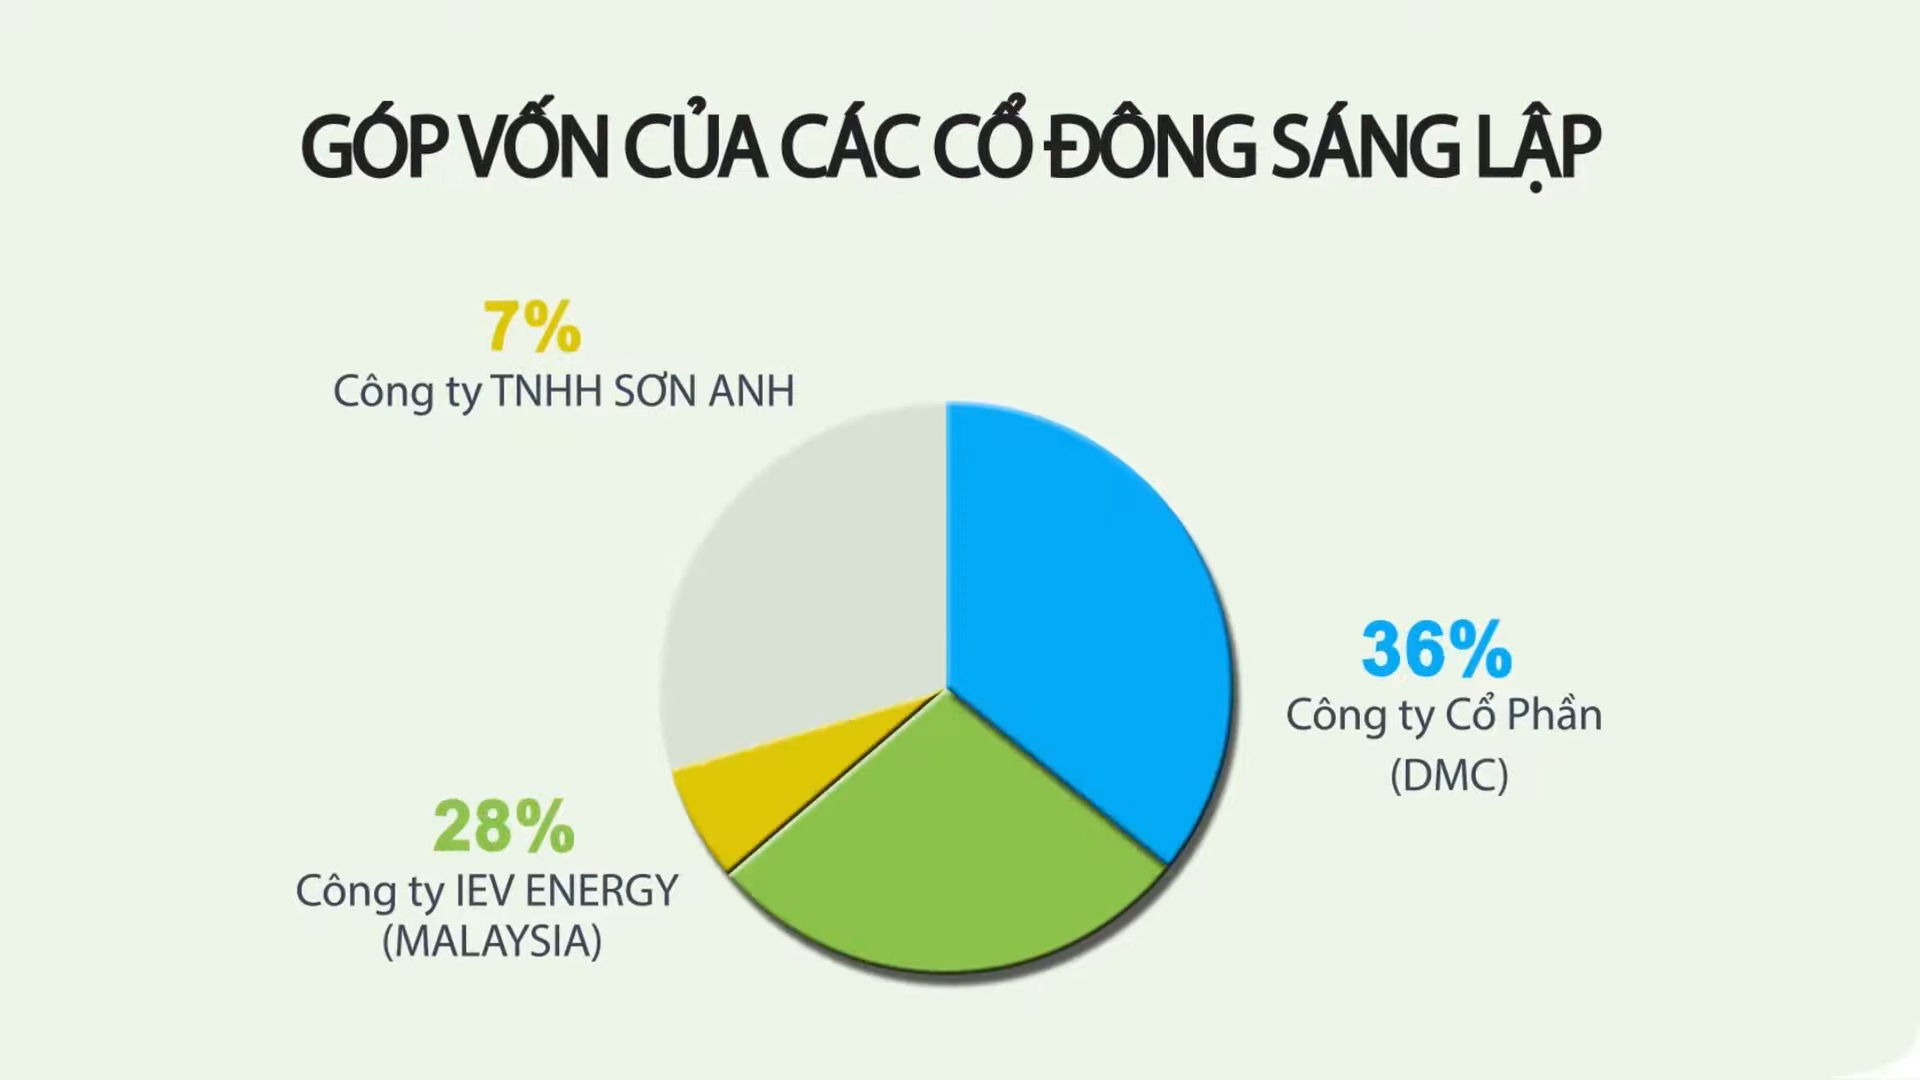 GÓP VỐN CỦA CÁC CỔ ĐÔNG SÁNG LẬP
7%
Công ty TNHH SƠN ANH
36%
Công ty Cổ Phần
(DMC)
28%
Công ty IEV ENERGY
(MALAYSIA)